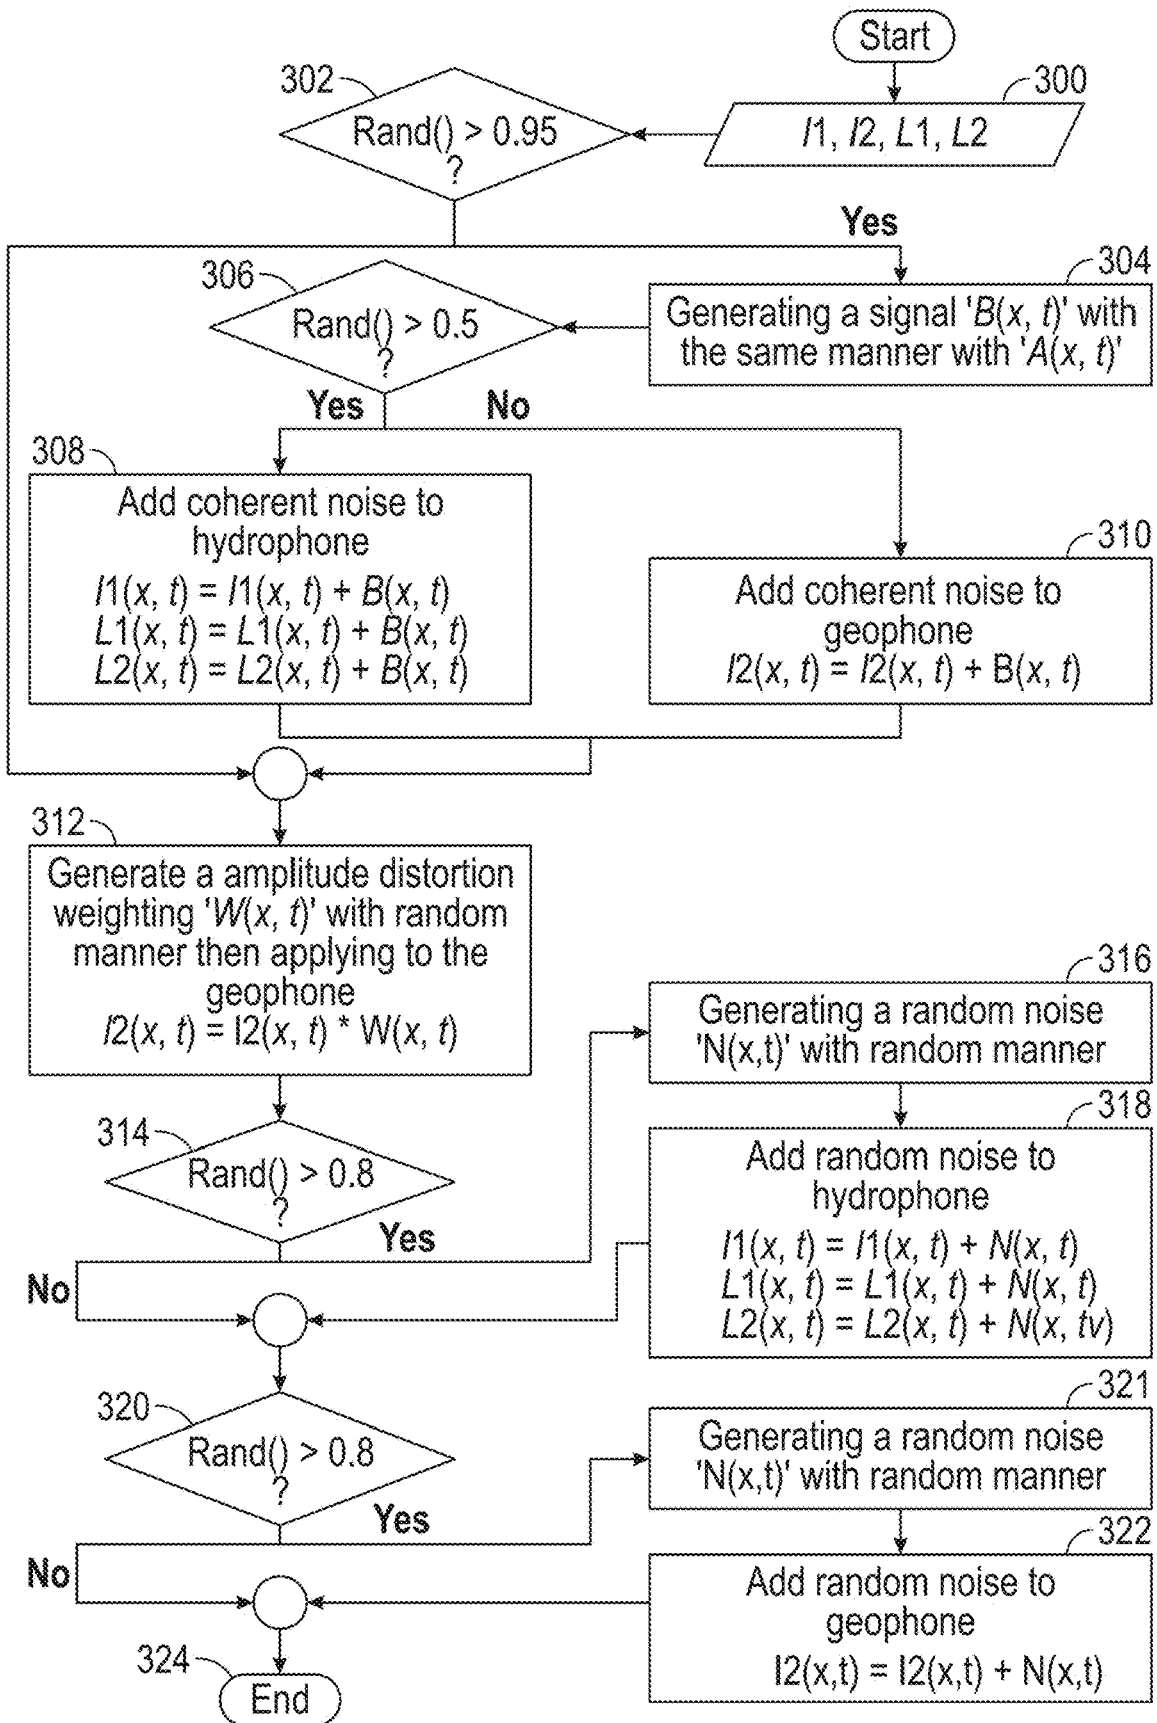 Start
300
I1, I2, L1, L2
302
Rand() > 0.95
?
Yes
304
Generating a signal 'B(x, t)' with
the same manner with 'A(x, t)'
306
Rand() > 0.5
?
Yes
No
308
Add coherent noise to
hydrophone
I1(x, t) = I1(x, t) + B(x, t)
L1(x, t) = L1(x, t) + B(x, t)
L2(x, t) = L2(x, t) + B(x, t)
310
Add coherent noise to
geophone
I2(x, t) = I2(x, t) + B(x, t)
312
Generate a amplitude distortion
weighting 'W(x, t)' with random
manner then applying to the
geophone
I2(x, t) = I2(x, t) * W(x, t)
314
Rand() > 0.8
?
Yes
No
316
Generating a random noise
'N(x,t)' with random manner
318
Add random noise to
hydrophone
I1(x, t) = I1(x, t) + N(x, t)
L1(x, t) = L1(x, t) + N(x, t)
L2(x, t) = L2(x, t) + N(x, tv)
320
Rand() > 0.8
?
Yes
No
321
Generating a random noise
'N(x,t)' with random manner
322
Add random noise to
geophone
I2(x,t) = I2(x,t) + N(x,t)
324
End